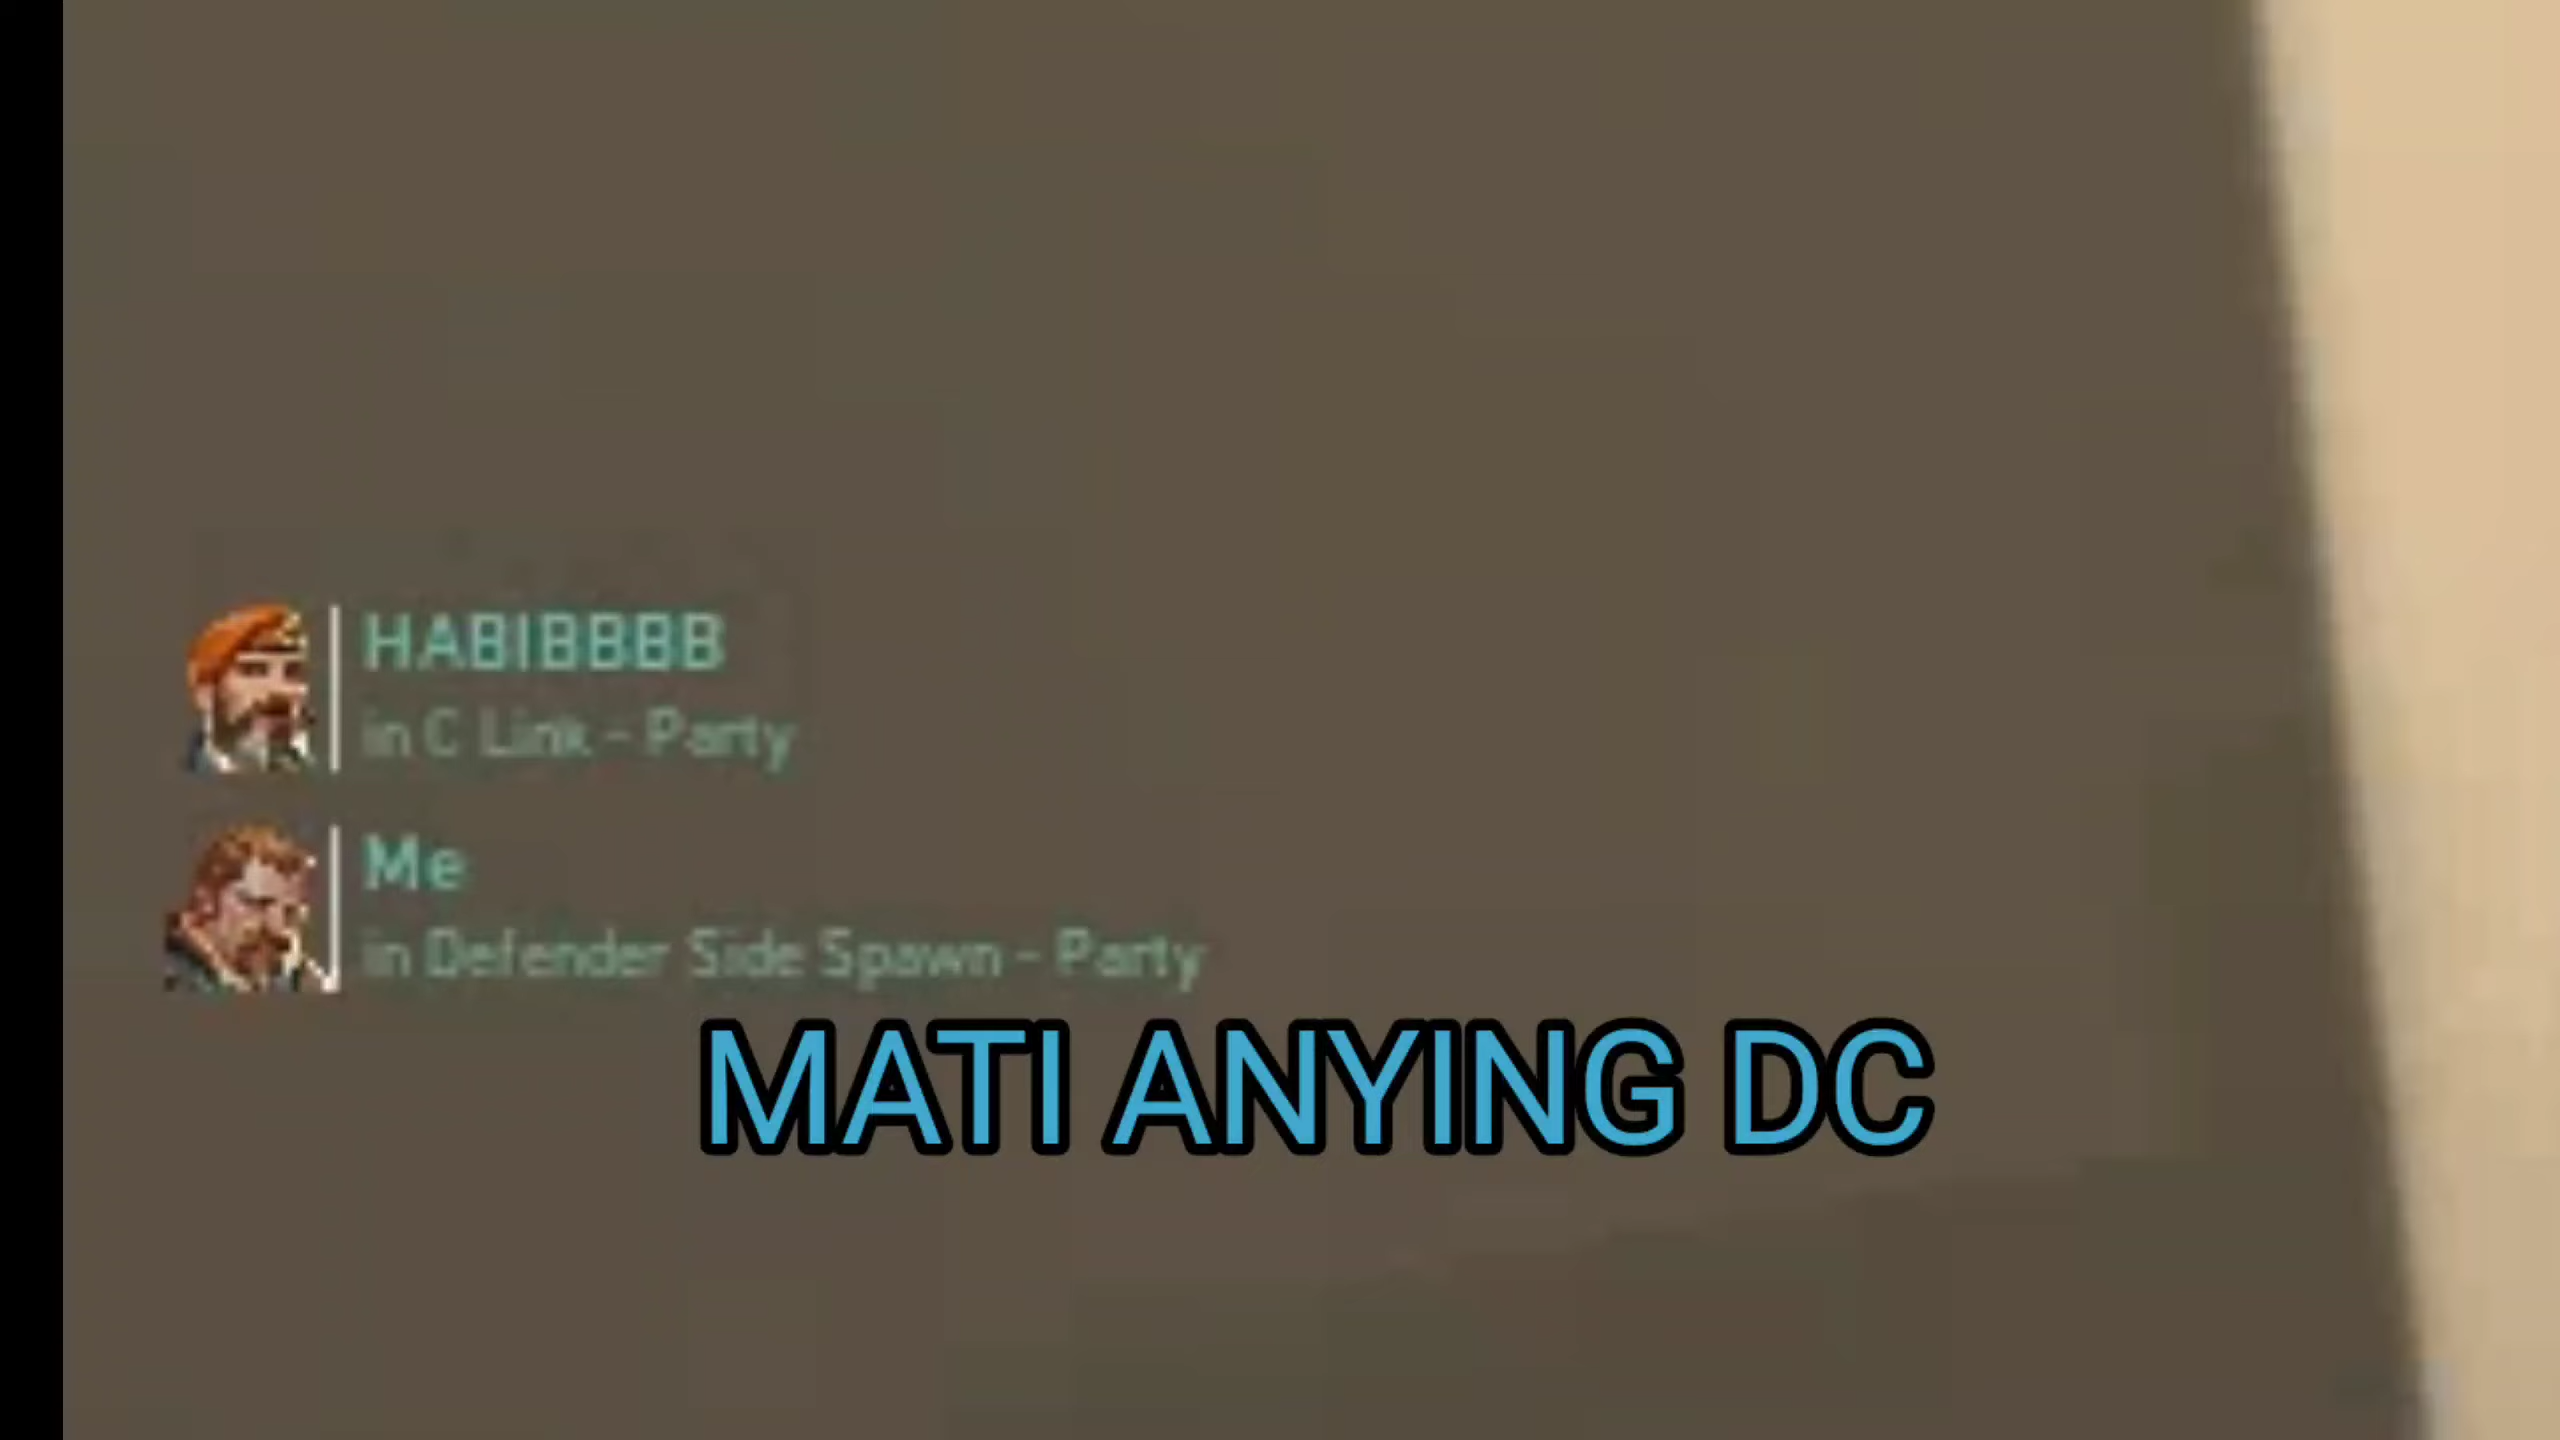 HABIBBBB
in C Link - Party
Me
in Defender Side Spawn - Party
MATI ANYING DC